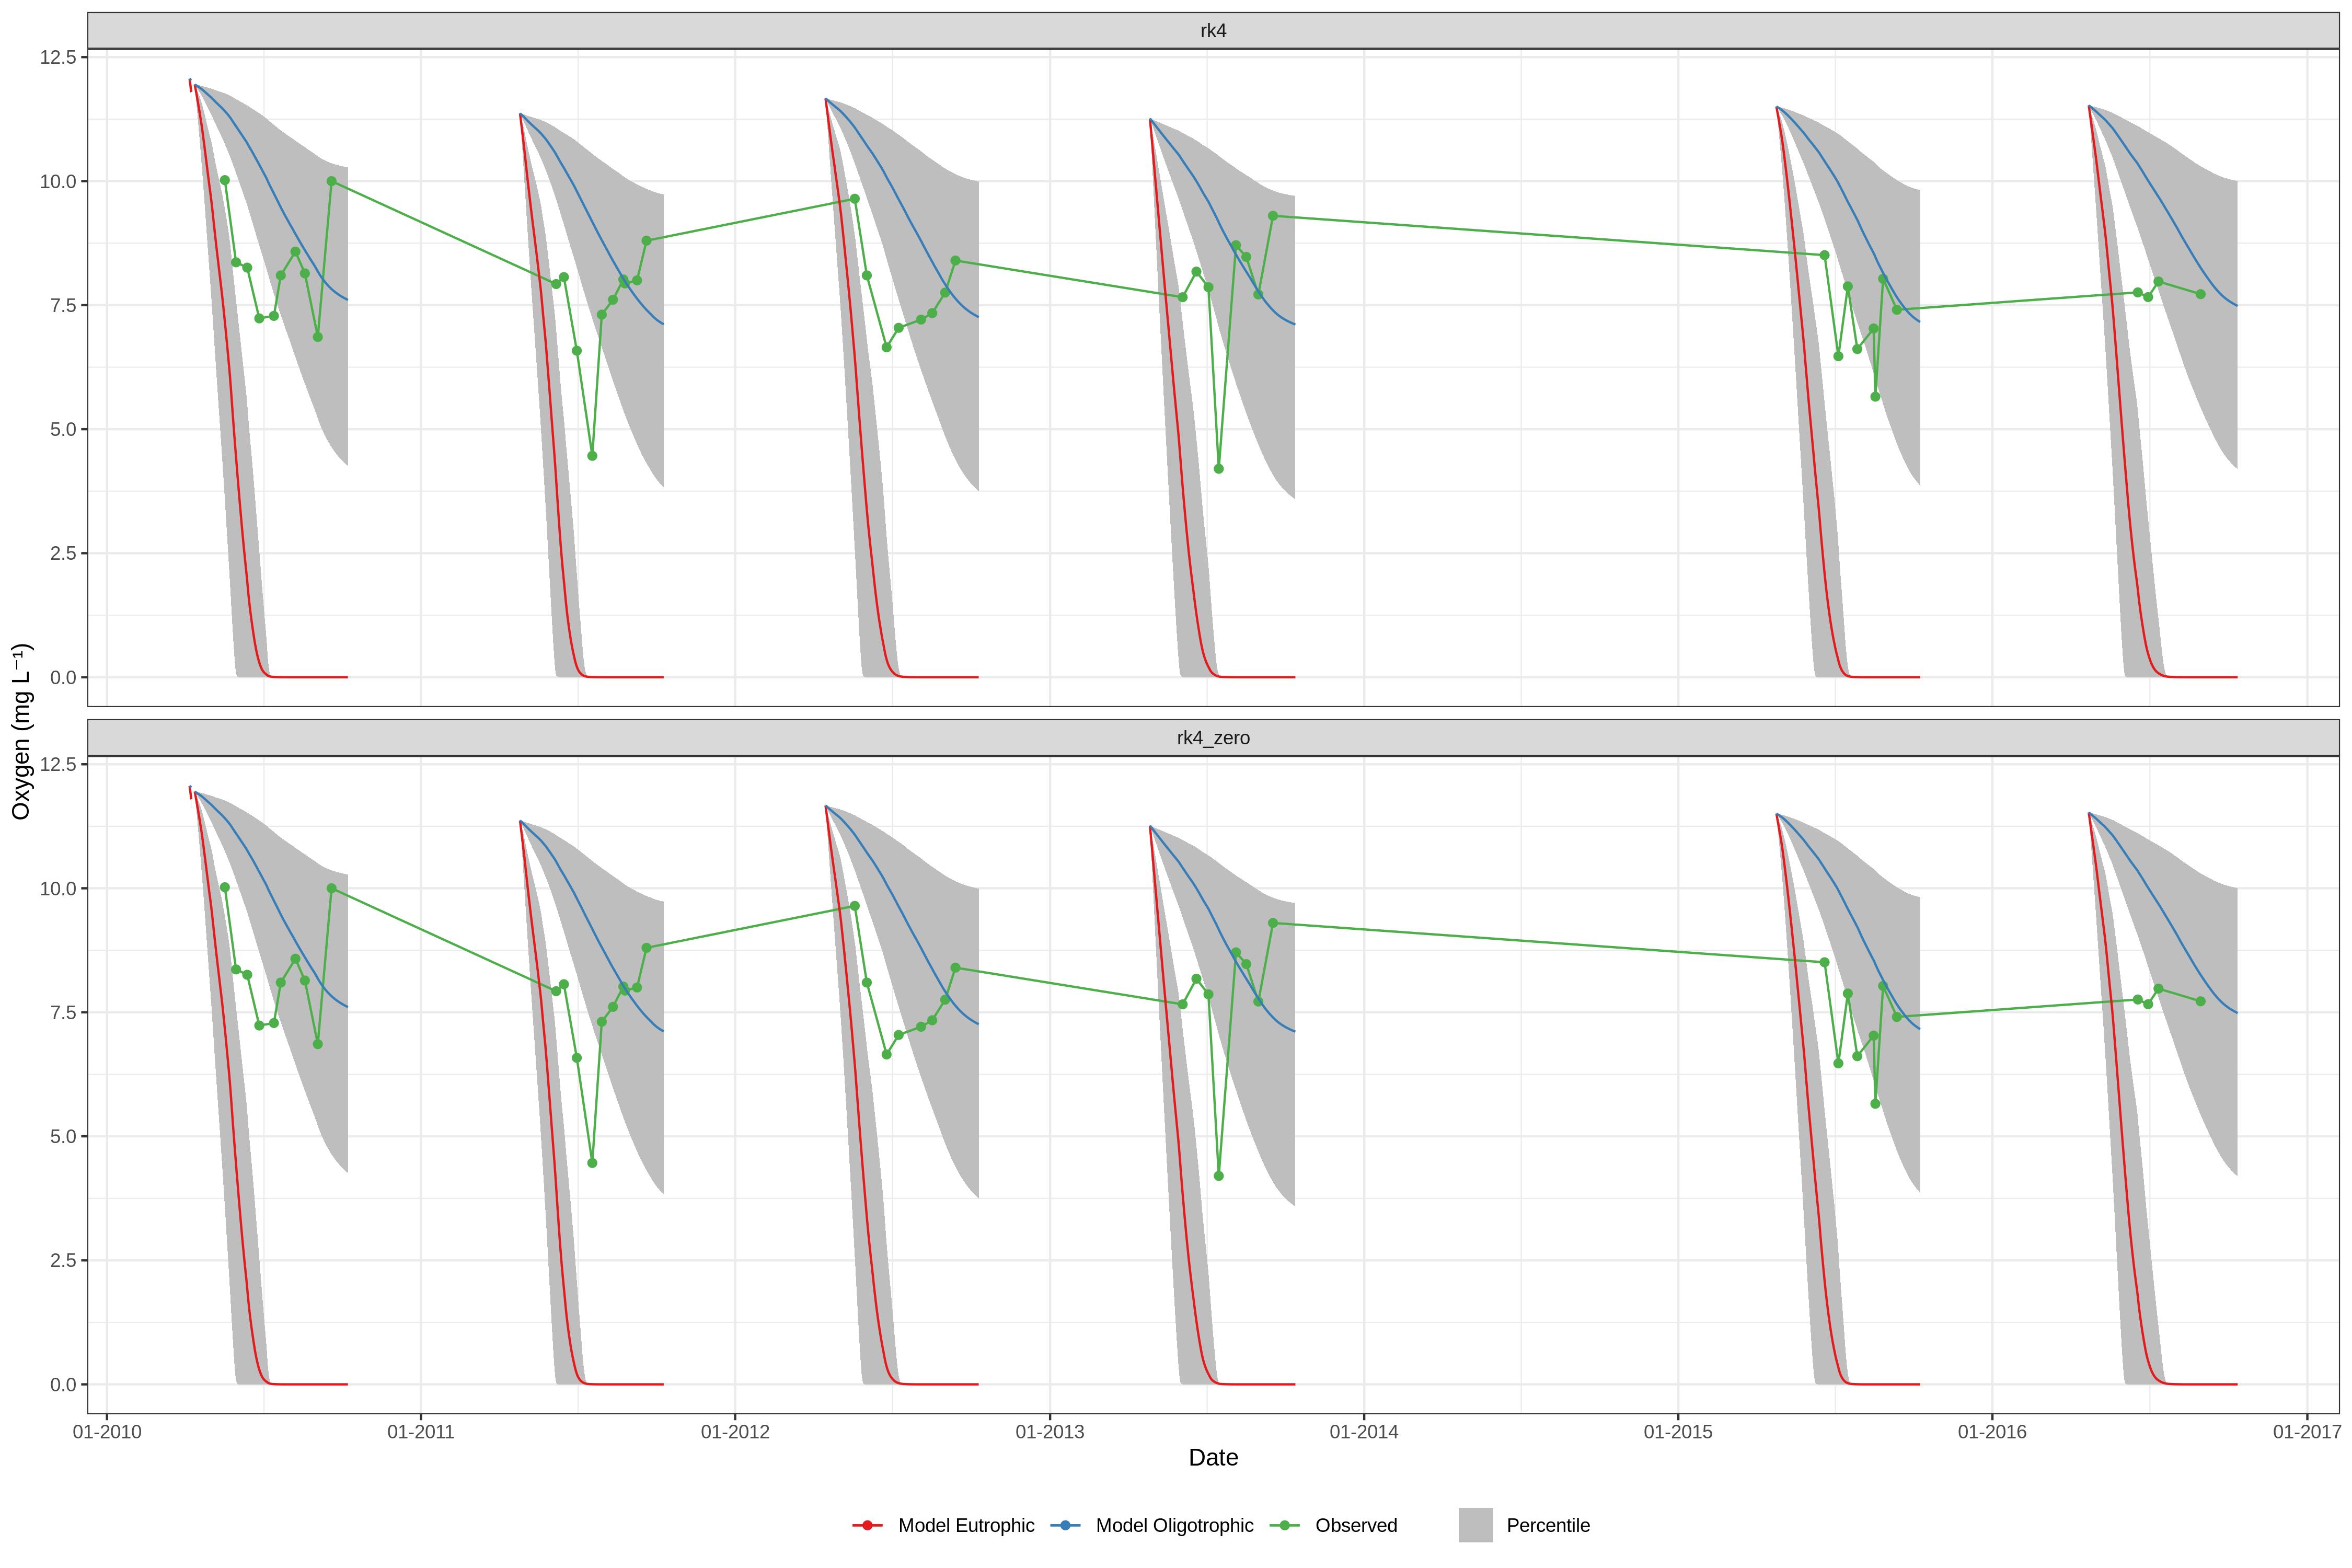 rk4
12.5
10.0
7.5
5.0
2.5
0.0
rk4_zero
12.5
10.0
7.5
5.0
2.5
0.0
Oxygen (mg L⁻¹)
01-2010 01-2011 01-2012 01-2013 01-2014 01-2015 01-2016 01-2017
Date
Model Eutrophic Model Oligotrophic Observed Percentile